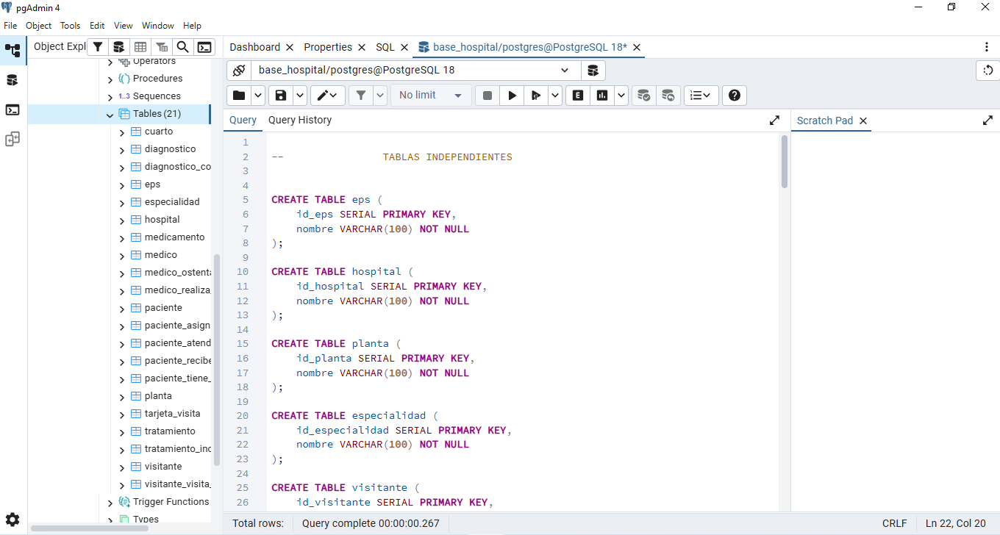 pgAdmin 4
File Object Tools Edit View Window Help
Object Expl
Dashboard Properties SQL base_hospital/postgres@PostgreSQL 18*
base_hospital/postgres@PostgreSQL 18
No limit
Query Query History
Scratch Pad
Operators
1.3
Procedures
Sequences
Tables (21)
cuarto
diagnostico
diagnostico_co
eps
especialidad
hospital
medicamento
medico
medico_ostenta
medico_realiza_
paciente
paciente_asign
paciente_atend
paciente_recibe
paciente_tiene_
planta
tarjeta_visita
tratamiento
tratamiento_inc
visitante
visitante_visita_
Trigger Functions
Types
1
2 -- TABLAS INDEPENDIENTES
3
4
5 CREATE TABLE eps (
6 id_eps SERIAL PRIMARY KEY,
7 nombre VARCHAR(100) NOT NULL
8 );
9
10 CREATE TABLE hospital (
11 id_hospital SERIAL PRIMARY KEY,
12 nombre VARCHAR(100) NOT NULL
13 );
14
15 CREATE TABLE planta (
16 id_planta SERIAL PRIMARY KEY,
17 nombre VARCHAR(100) NOT NULL
18 );
19
20 CREATE TABLE especialidad (
21 id_especialidad SERIAL PRIMARY KEY,
22 nombre VARCHAR(100) NOT NULL
23 );
24
25 CREATE TABLE visitante (
26 id_visitante SERIAL PRIMARY KEY,
Total rows: Query complete 00:00:00.267 CRLF Ln 22, Col 20